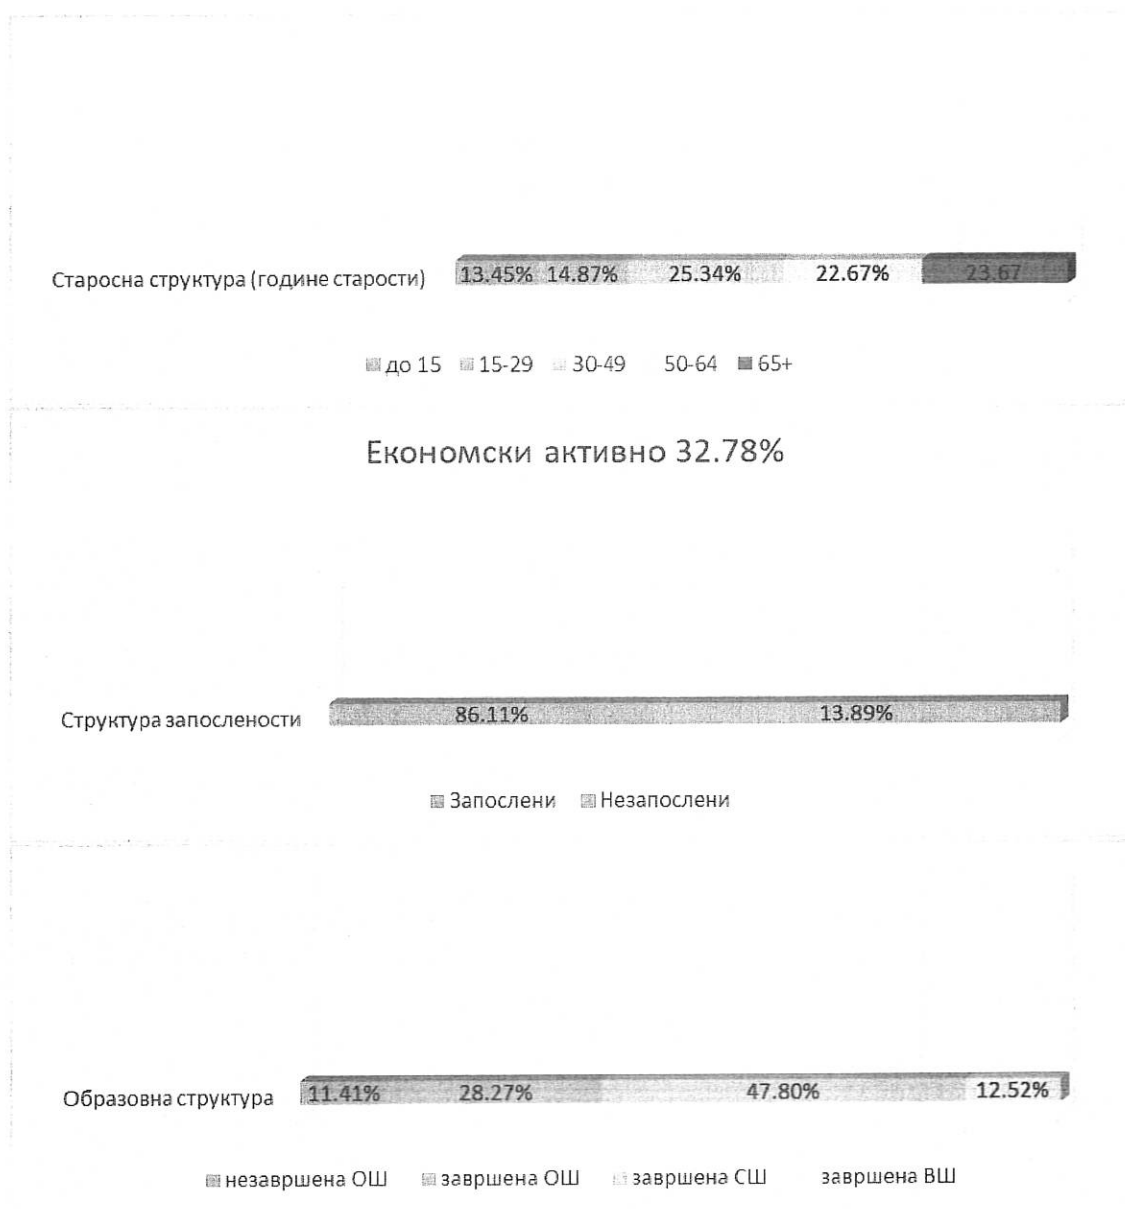 Старосна структура (године старости) 13.45% 14.87% 25.34% 22.67% 23.67
до 15 15-29 30-49 50-64 65+
Економски активно 32.78%
Структура запослености 86.11% 13.89%
Запослени Незапослени
Образовна структура 11.41% 28.27% 47.80% 12.52%
незавршена ОШ завршена ОШ завршена СШ завршена ВШ